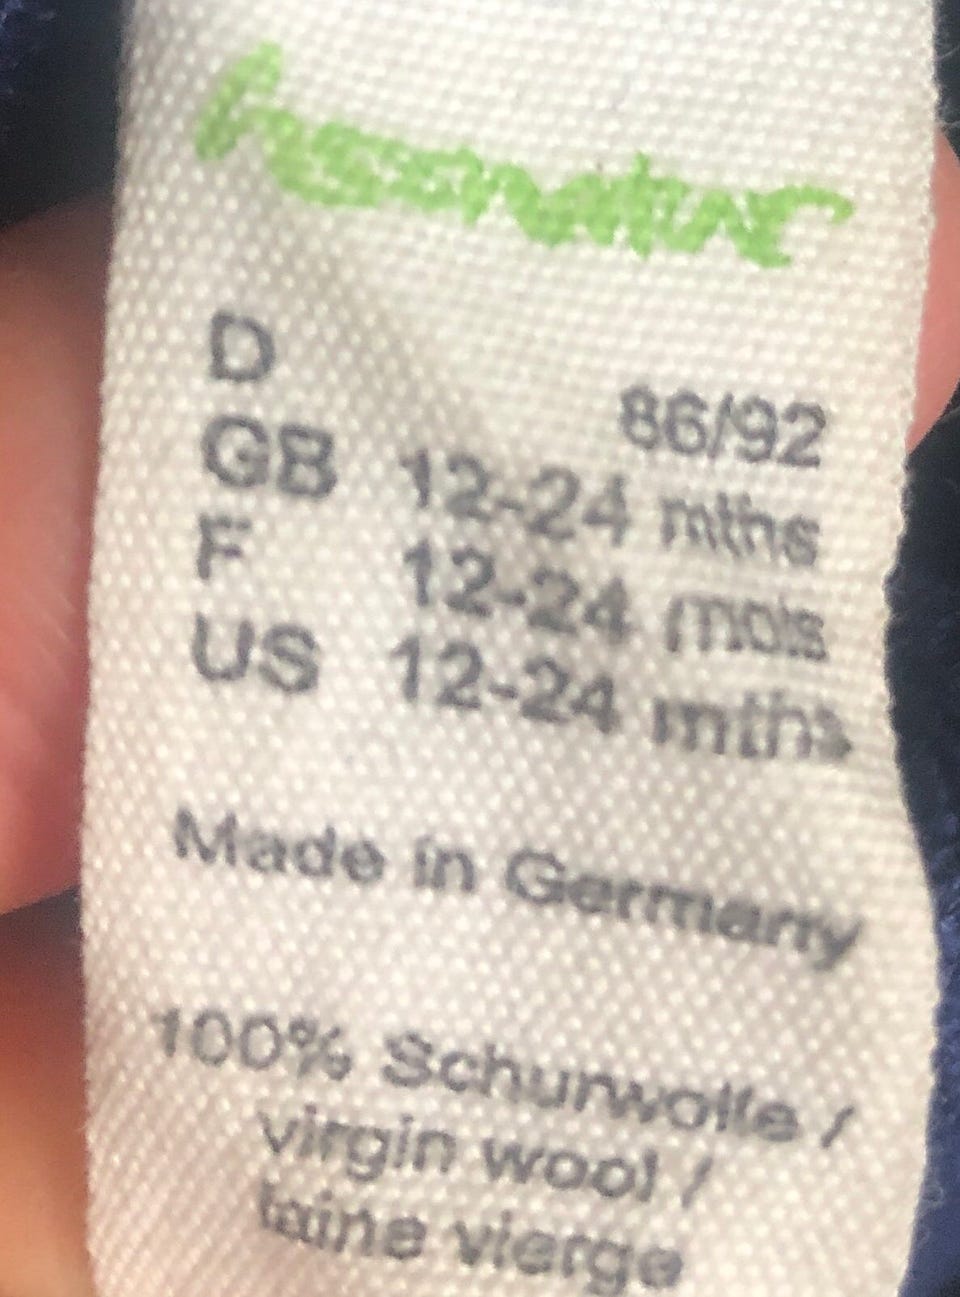 hessnatur
D 86/92
GB 12-24 mths
F 12-24 mois
US 12-24 mths
Made in Germany
100% Schurwolle /
virgin wool /
laine vierge